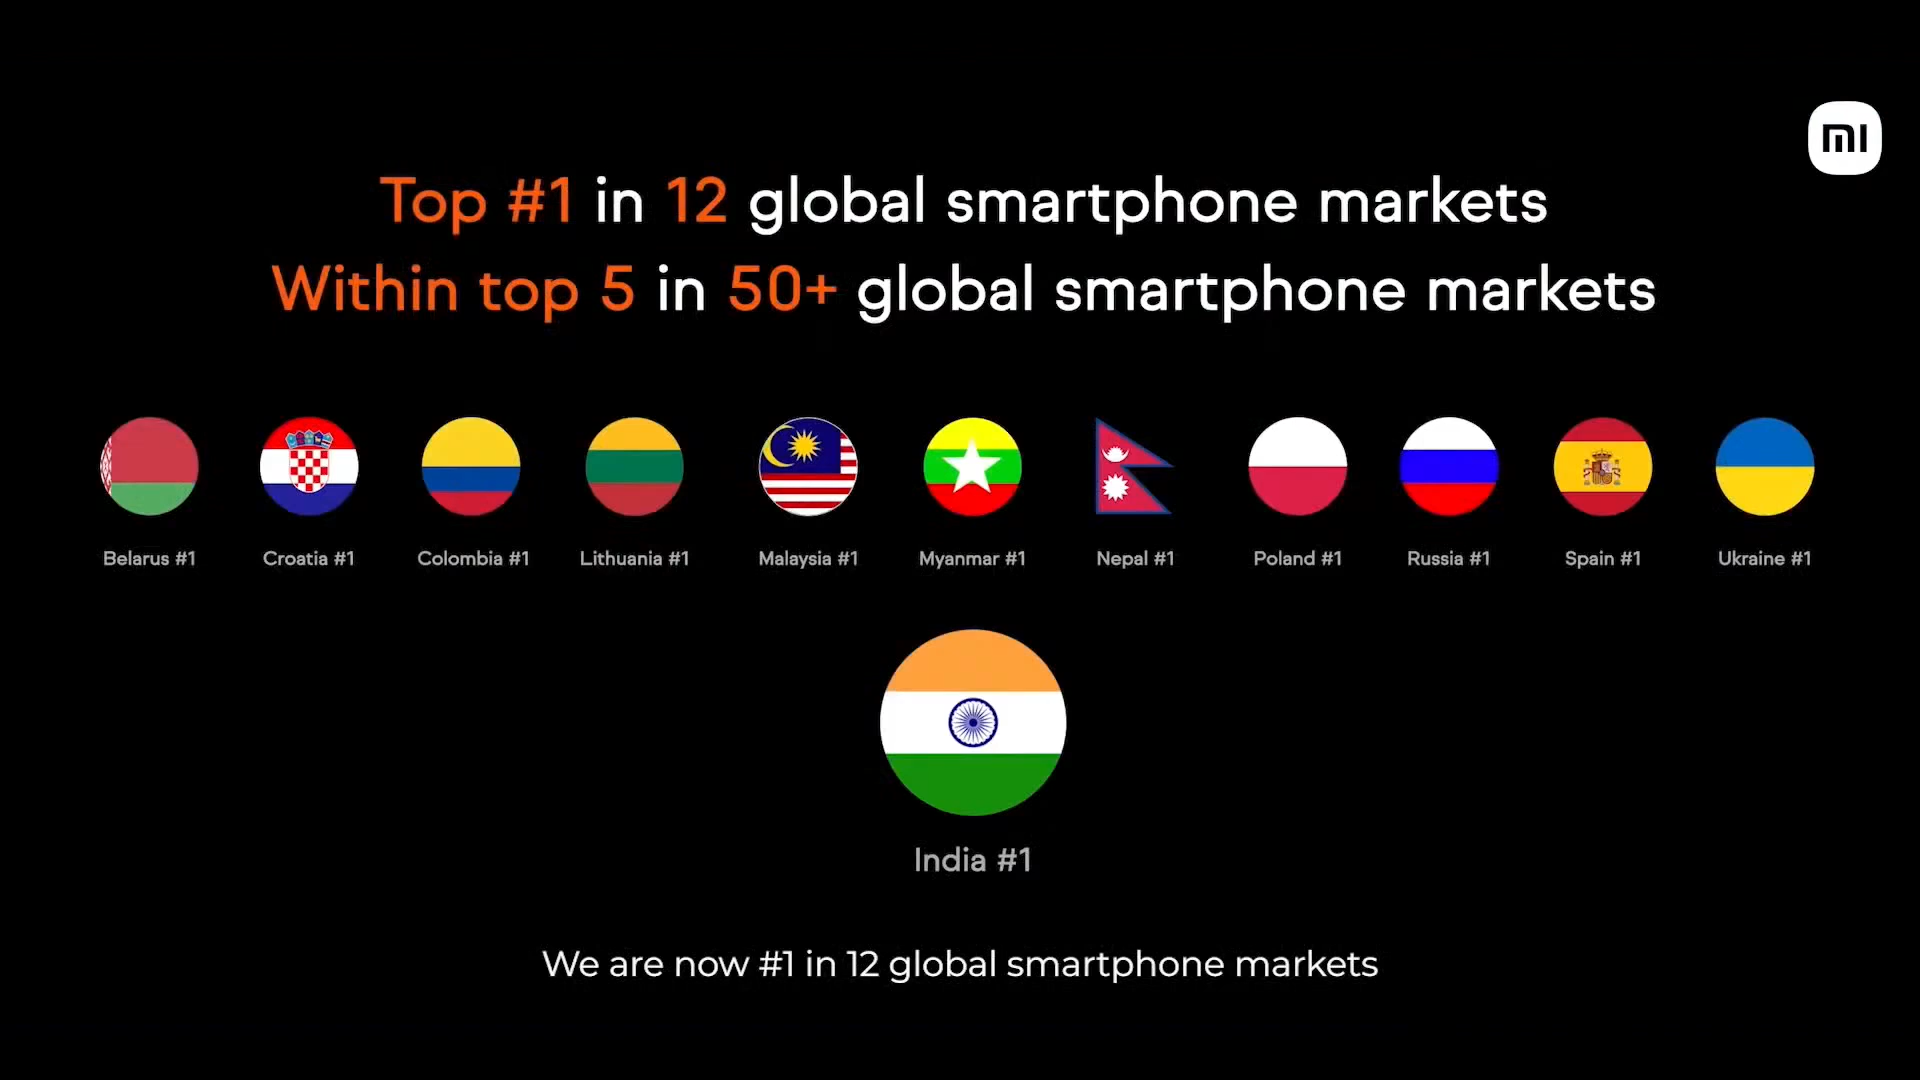 mi
Top #1 in 12 global smartphone markets
Within top 5 in 50+ global smartphone markets
Belarus #1
Croatia #1
Colombia #1
Lithuania #1
Malaysia #1
Myanmar #1
Nepal #1
Poland #1
Russia #1
Spain #1
Ukraine #1
India #1
We are now #1 in 12 global smartphone markets